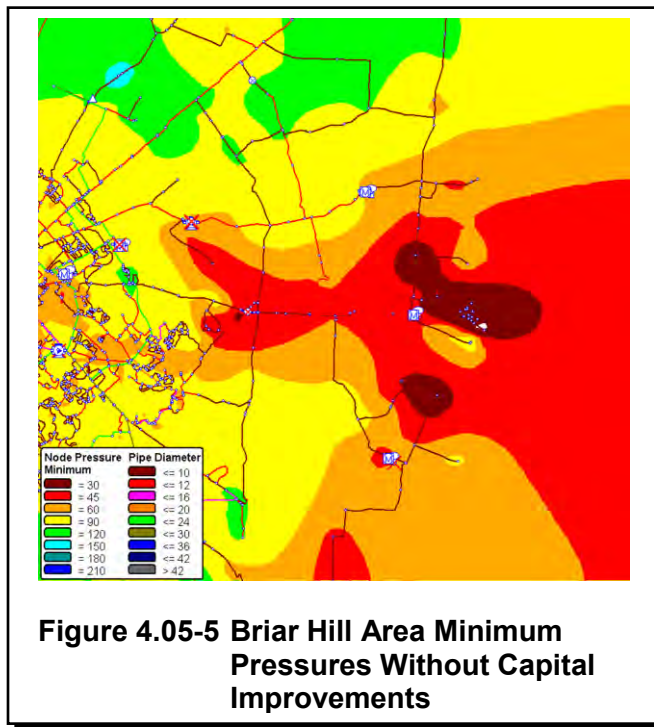 Node Pressure Pipe Diameter
Minimum <= 10
= 30 <= 12
= 45 <= 16
= 60 <= 20
= 90 <= 24
= 120 <= 30
= 150 <= 36
= 180 <= 42
= 210 > 42
Figure 4.05-5 Briar Hill Area Minimum
Pressures Without Capital
Improvements